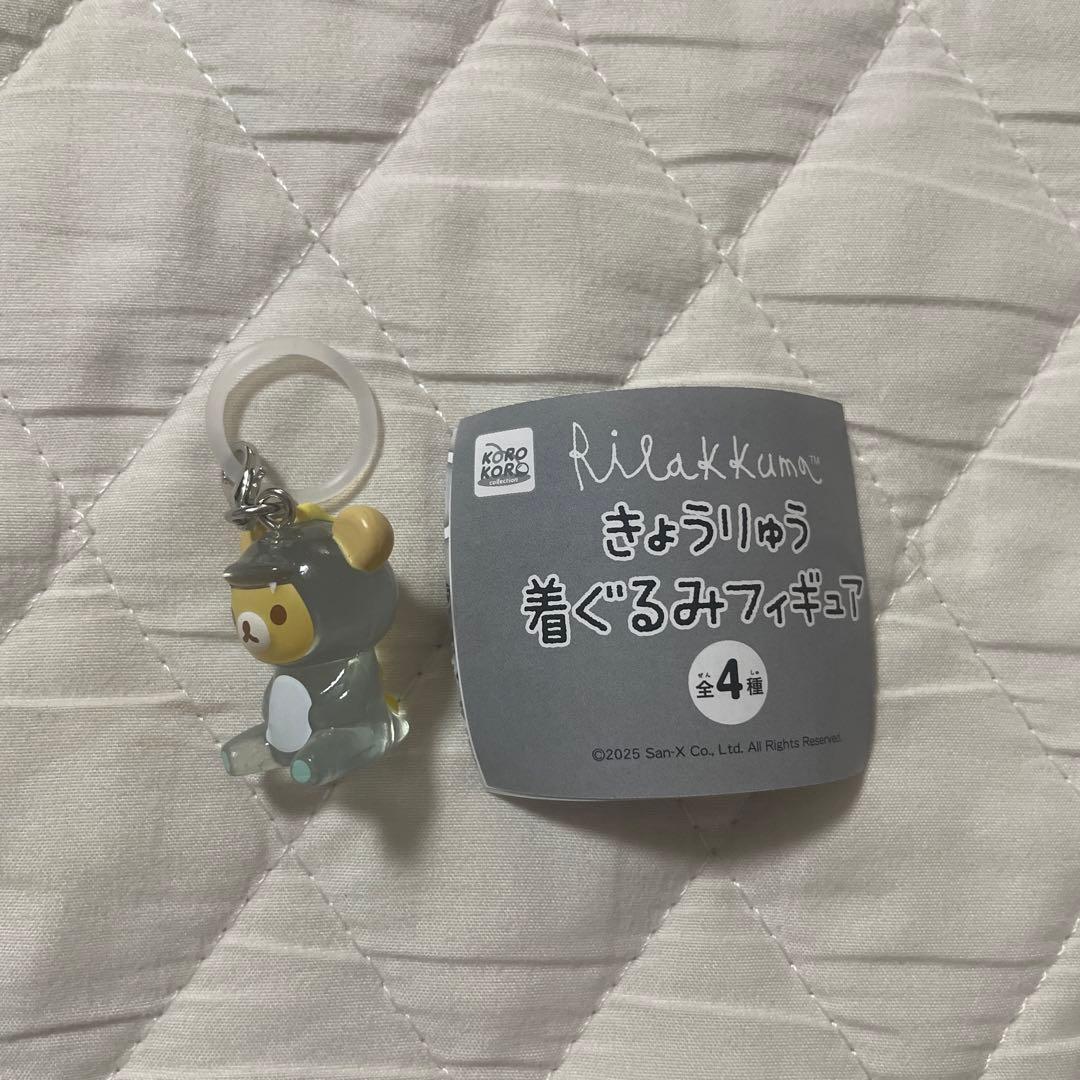 KORO
KORO
collection
Rilakkuma™
きょうりゅう
着ぐるみフィギュア
ぜん しゅ
全4種
©2025 San-X Co., Ltd. All Rights Reserved.